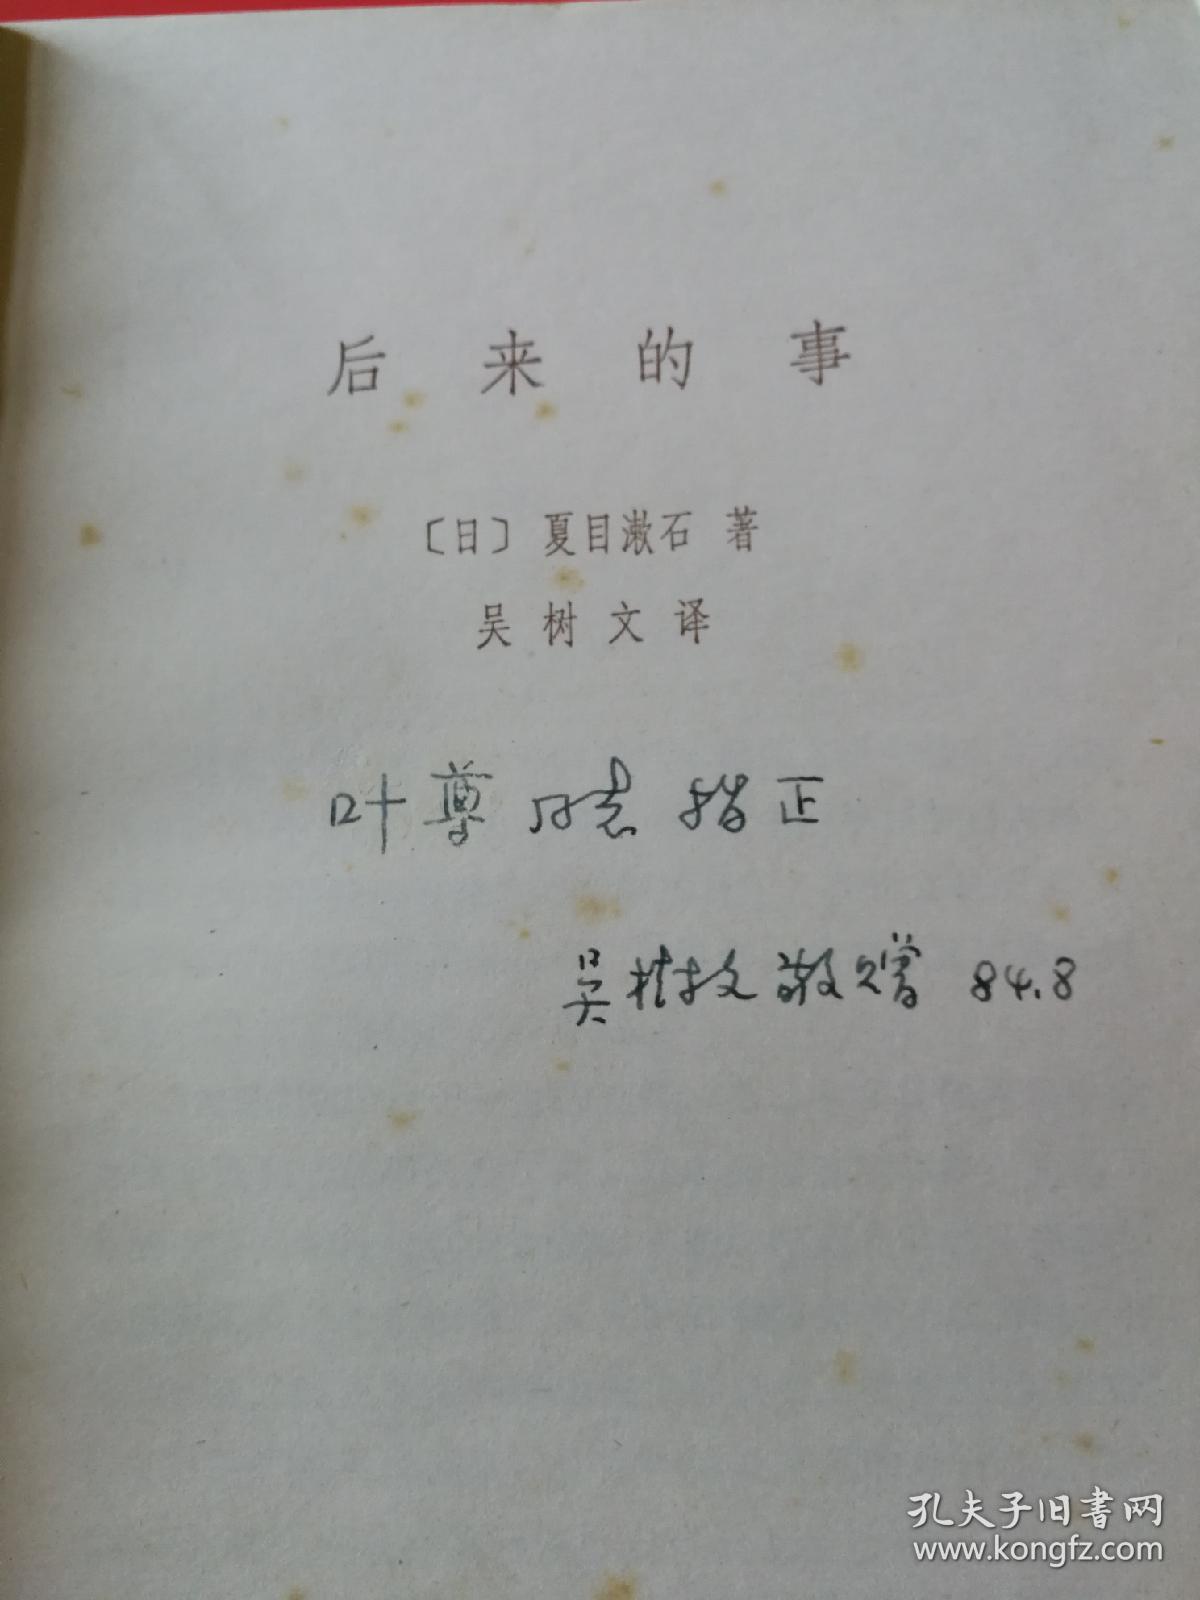 后来的事
〔日〕夏目漱石 著
吴树文译
叶尊同志指正
吴树文敬赠 84.8
孔夫子旧书网
www.kongfz.com